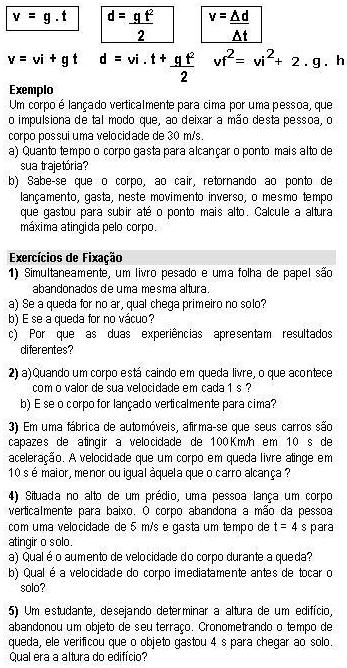 v = g . t   d = g t²/2   v = Δd/Δt
v = vi + g t   d = vi . t + g t²/2   vf² = vi² + 2 . g . h
Exemplo
Um corpo é lançado verticalmente para cima por uma pessoa, que
o impulsiona de tal modo que, ao deixar a mão desta pessoa, o
corpo possui uma velocidade de 30 m/s.
a) Quanto tempo o corpo gasta para alcançar o ponto mais alto de
sua trajetória?
b) Sabe-se que o corpo, ao cair, retornando ao ponto de
lançamento, gasta, neste movimento inverso, o mesmo tempo
que gastou para subir até o ponto mais alto. Calcule a altura
máxima atingida pelo corpo.
Exercícios de Fixação
1) Simultaneamente, um livro pesado e uma folha de papel são
abandonados de uma mesma altura.
a) Se a queda for no ar, qual chega primeiro no solo?
b) E se a queda for no vácuo?
c) Por que as duas experiências apresentam resultados
diferentes?
2) a)Quando um corpo está caindo em queda livre, o que acontece
com o valor de sua velocidade em cada 1 s ?
b) E se o corpo for lançado verticalmente para cima?
3) Em uma fábrica de automóveis, afirma-se que seus carros são
capazes de atingir a velocidade de 100Km/h em 10 s de
aceleração. A velocidade que um corpo em queda livre atinge em
10 s é maior, menor ou igual àquela que o carro alcança ?
4) Situada no alto de um prédio, uma pessoa lança um corpo
verticalmente para baixo. O corpo abandona a mão da pessoa
com uma velocidade de 5 m/s e gasta um tempo de t = 4 s para
atingir o solo.
a) Qual é o aumento de velocidade do corpo durante a queda?
b) Qual é a velocidade do corpo imediatamente antes de tocar o
solo?
5) Um estudante, desejando determinar a altura de um edifício,
abandonou um objeto de seu terraço. Cronometrando o tempo de
queda, ele verificou que o objeto gastou 4 s para chegar ao solo.
Qual era a altura do edifício?